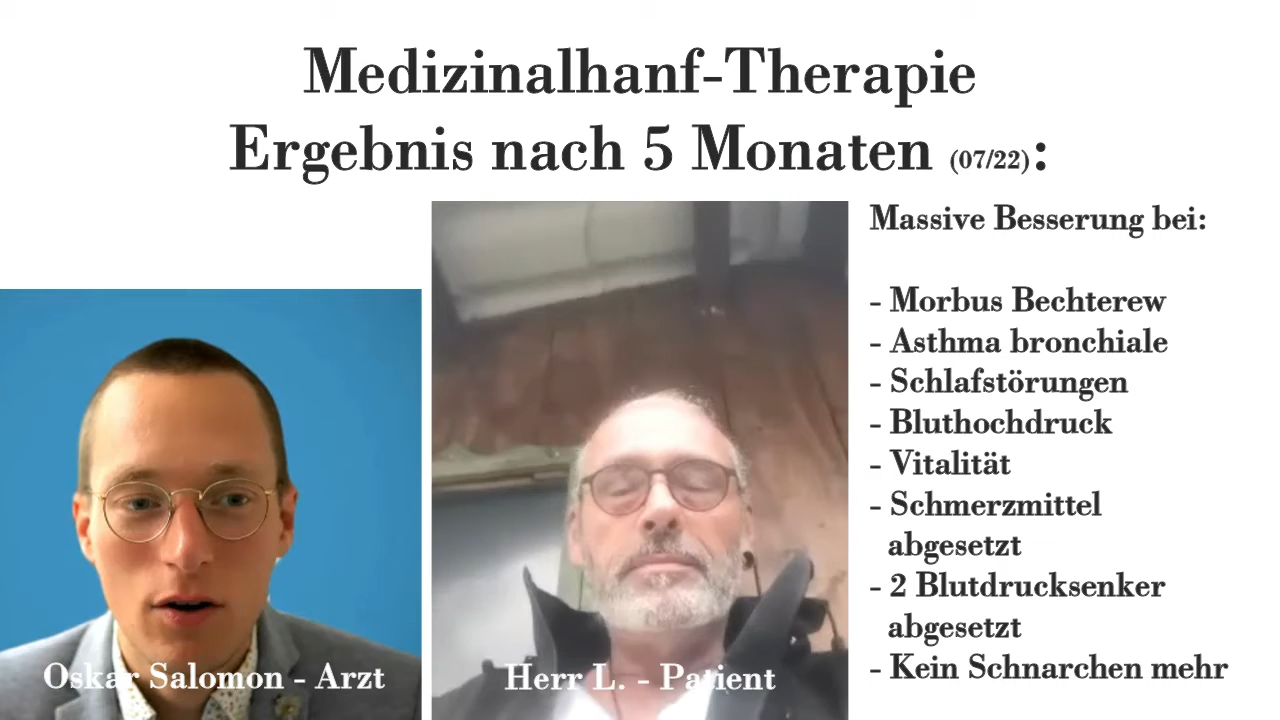 Medizinalhanf-Therapie
Ergebnis nach 5 Monaten (07/22):
Massive Besserung bei:
- Morbus Bechterew
- Asthma bronchiale
- Schlafstörungen
- Bluthochdruck
- Vitalität
- Schmerzmittel
abgesetzt
- 2 Blutdrucksenker
abgesetzt
- Kein Schnarchen mehr
Oskar Salomon - Arzt
Herr L. - Patient